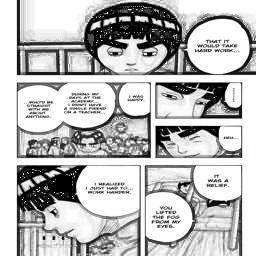 THAT IT
WOULD TAKE
HARD WORK...
I WAS
HAPPY.
DURING MY
DAYS AT THE
ACADEMY...
I DIDN'T HAVE
A SINGLE FRIEND
OR A TEACHER...
...WHO'D BE
STRAIGHT
WITH ME
ABOUT
ANYTHING.
HEH...
I REALIZED
I JUST HAD TO...
WORK HARDER.
IT WAS
A RELIEF.
YOU
LIFTED
THE FOG
FROM MY
EYES.